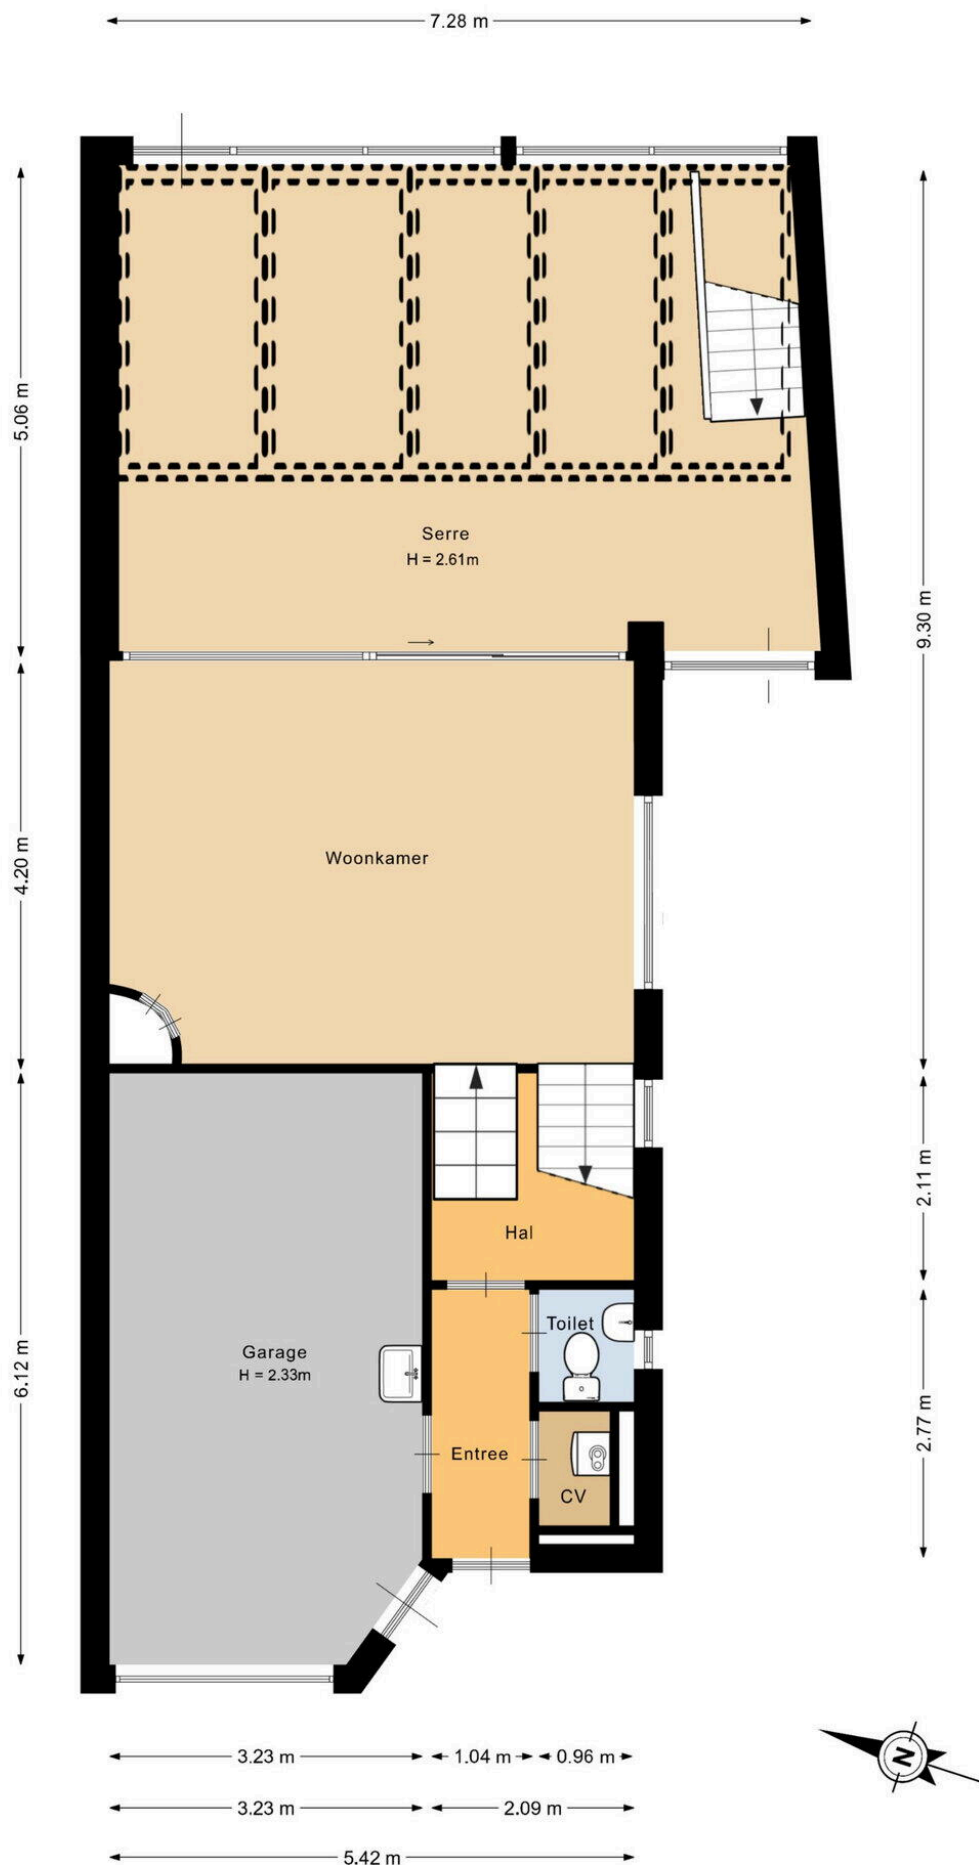 7.28 m
5.06 m
Serre
H = 2.61m
9.30 m
4.20 m
Woonkamer
2.11 m
Hal
Toilet
Garage
H = 2.33m
6.12 m
2.77 m
Entree
CV
N
3.23 m
1.04 m
0.96 m
3.23 m
2.09 m
5.42 m